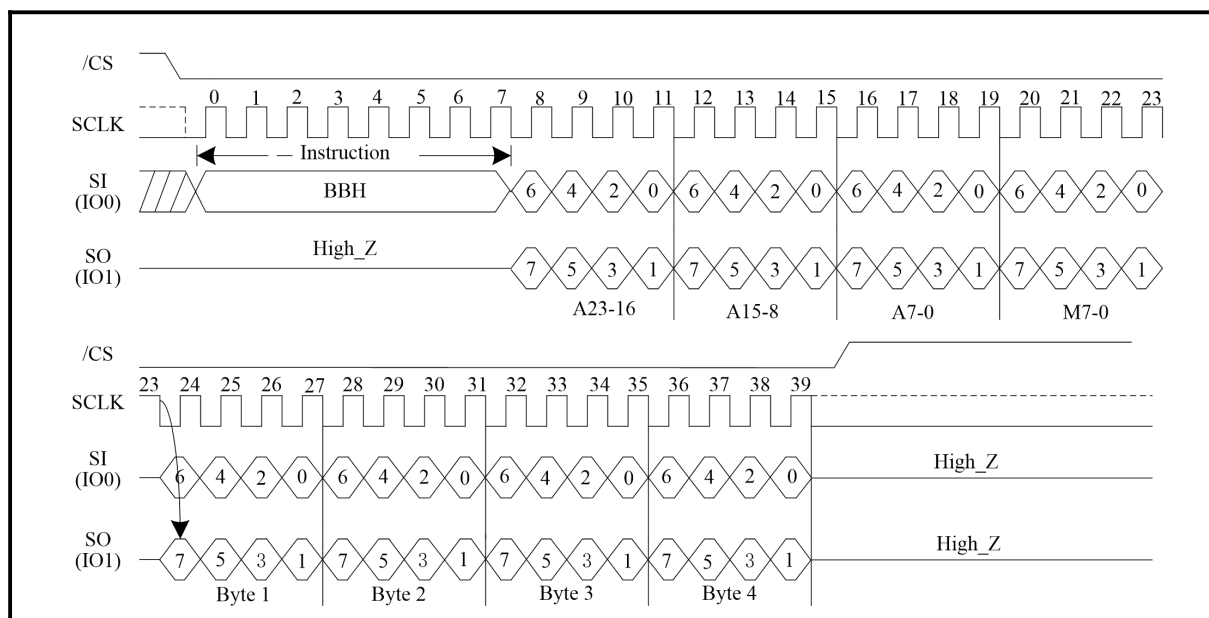 /CS
0 1 2 3 4 5 6 7 8 9 10 11 12 13 14 15 16 17 18 19 20 21 22 23
SCLK
Instruction
SI
(IO0)
BBH 6 4 2 0 6 4 2 0 6 4 2 0 6 4 2 0
SO
(IO1)
High_Z 7 5 3 1 7 5 3 1 7 5 3 1 7 5 3 1
A23-16 A15-8 A7-0 M7-0
/CS
23 24 25 26 27 28 29 30 31 32 33 34 35 36 37 38 39
SCLK
SI
(IO0)
6 4 2 0 6 4 2 0 6 4 2 0 6 4 2 0 High_Z
SO
(IO1)
7 5 3 1 7 5 3 1 7 5 3 1 7 5 3 1 High_Z
Byte 1 Byte 2 Byte 3 Byte 4